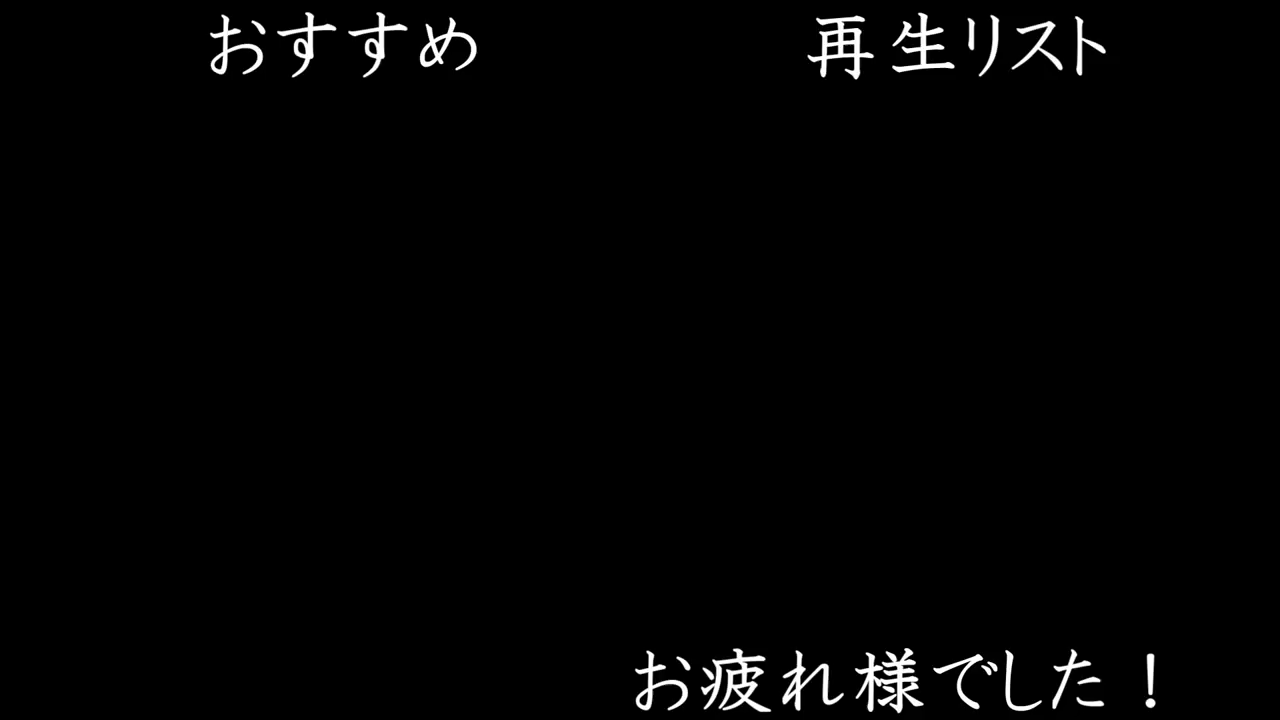 おすすめ
再生リスト
お疲れ様でした！